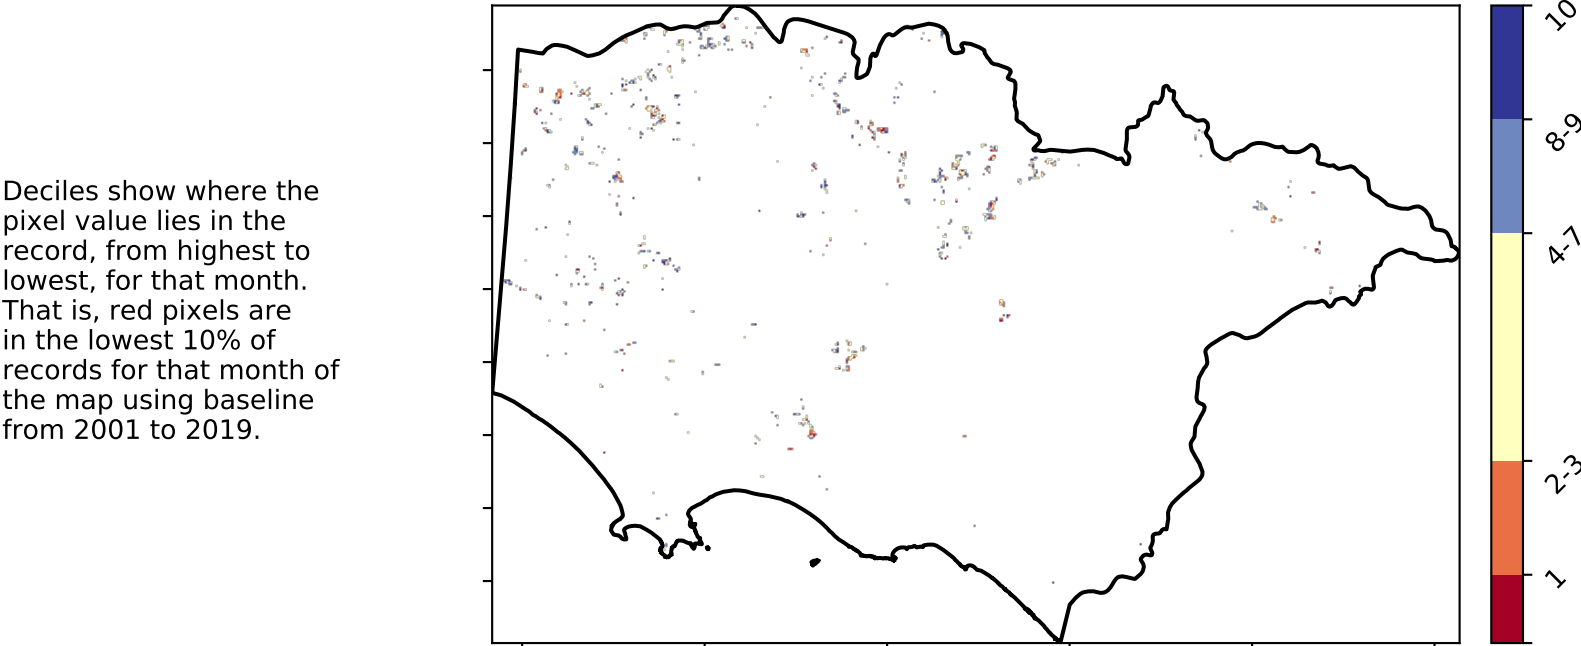 Deciles show where the
pixel value lies in the
record, from highest to
lowest, for that month.
That is, red pixels are
in the lowest 10% of
records for that month of
the map using baseline
from 2001 to 2019.
10
8-9
4-7
2-3
1